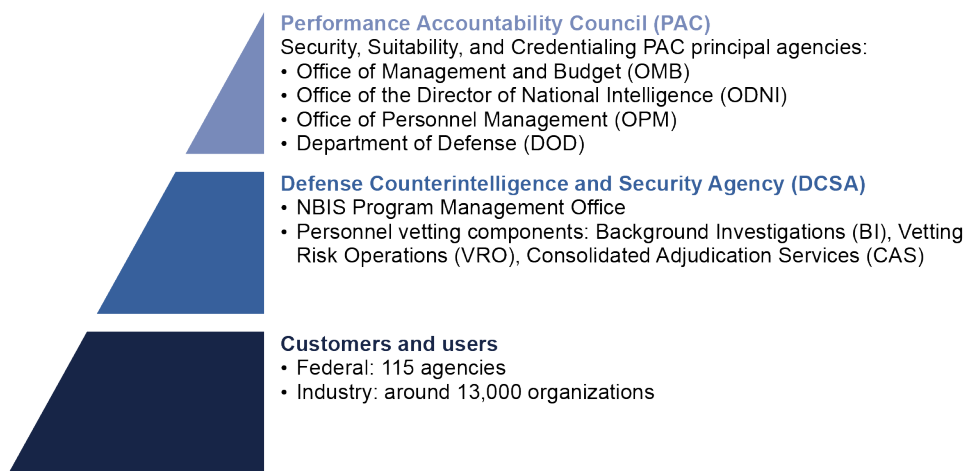 Performance Accountability Council (PAC)
Security, Suitability, and Credentialing PAC principal agencies:
• Office of Management and Budget (OMB)
• Office of the Director of National Intelligence (ODNI)
• Office of Personnel Management (OPM)
• Department of Defense (DOD)
Defense Counterintelligence and Security Agency (DCSA)
• NBIS Program Management Office
• Personnel vetting components: Background Investigations (BI), Vetting
Risk Operations (VRO), Consolidated Adjudication Services (CAS)
Customers and users
• Federal: 115 agencies
• Industry: around 13,000 organizations